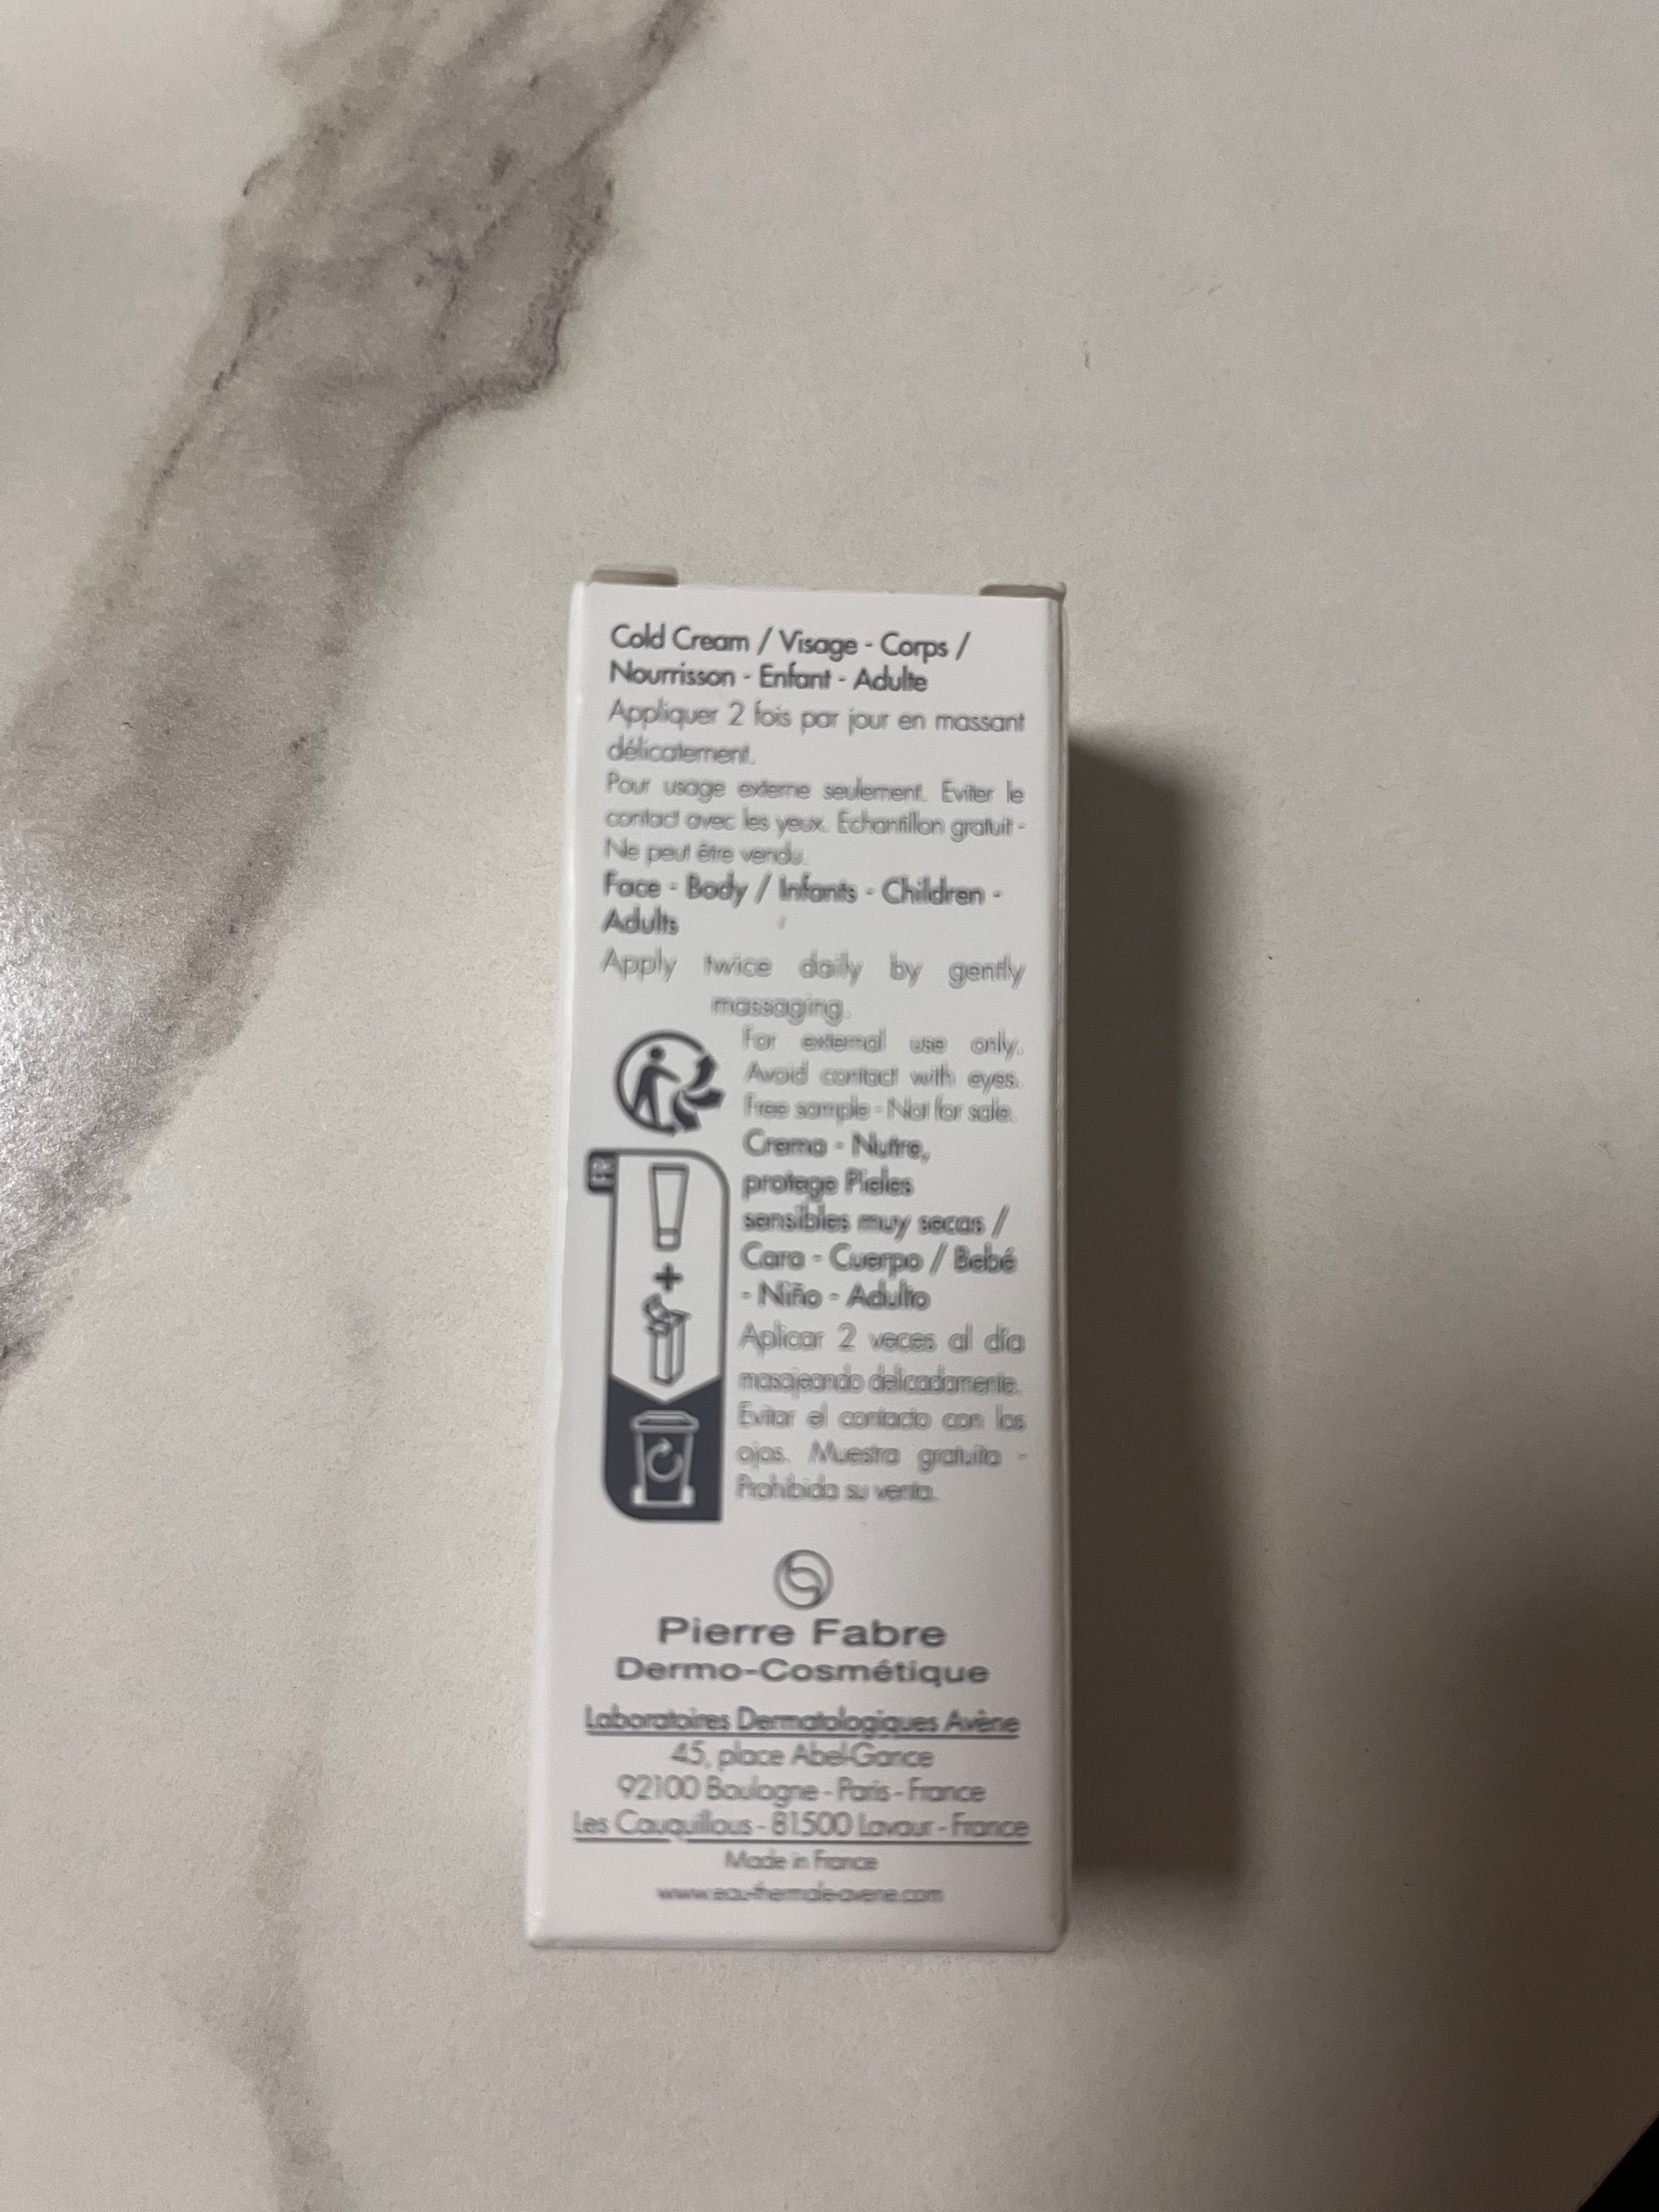 Cold Cream / Visage - Corps /
Nourrisson - Enfant - Adulte
Appliquer 2 fois par jour en massant
délicatement.
Pour usage externe seulement. Eviter le
contact avec les yeux. Echantillon gratuit -
Ne peut être vendu.
Face - Body / Infants - Children -
Adults
Apply twice daily by gently
massaging.
For external use only.
Avoid contact with eyes.
Free sample - Not for sale.
Crema - Nutre,
protege Pieles
sensibles muy secas /
Cara - Cuerpo / Bebé
- Niño - Adulto
Aplicar 2 veces al día
masajeando delicadamente.
Evitar el contacto con los
ojos. Muestra gratuita -
Prohibida su venta.
FR
+
Pierre Fabre
Dermo-Cosmétique
Laboratoires Dermatologiques Avène
45, place Abel-Gance
92100 Boulogne - Paris - France
Les Cauquillous - 81500 Lavaur - France
Made in France
www.eau-thermale-avene.com